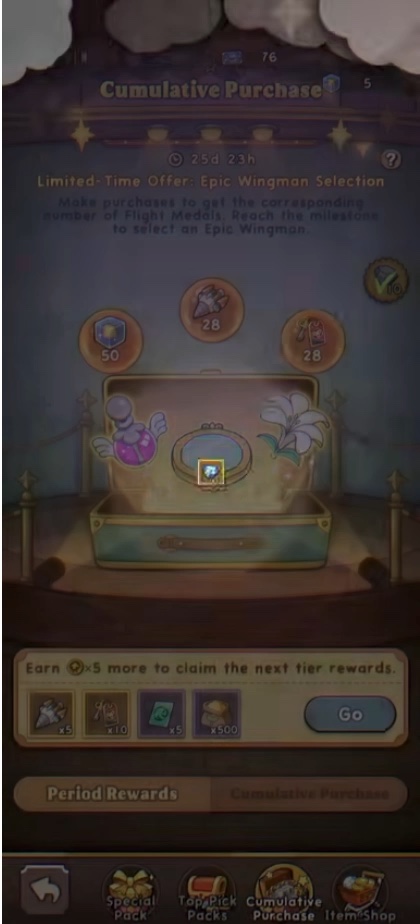 76
Cumulative Purchase
5
25d 23h
?
Limited-Time Offer: Epic Wingman Selection
Make purchases to get the corresponding
number of Flight Medals. Reach the milestone
to select an Epic Wingman.
28
50
28
Earn ×5 more to claim the next tier rewards.
x5
x10
x5
x500
Go
Period Rewards
Cumulative Purchase
Special Pack
Top Pick Packs
Cumulative Purchase
Item Shop